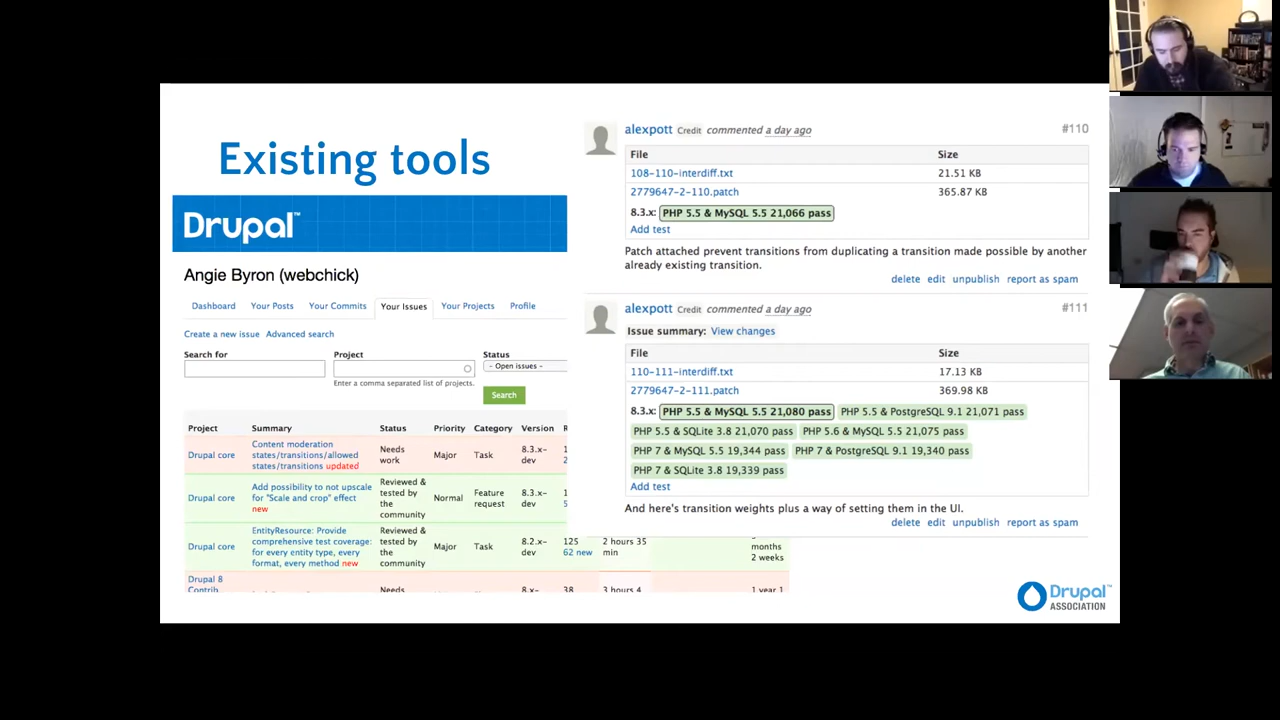 Existing tools
Drupal™
Angie Byron (webchick)
Dashboard Your Posts Your Commits Your Issues Your Projects Profile
Create a new issue Advanced search
Search for Project Status
- Open issues -
Enter a comma separated list of projects.
Search
Project Summary Status Priority Category Version R
Drupal core
Content moderation
states/transitions/allowed
states/transitions updated
Needs
work
Major
Task
8.3.x-
dev
1
2
Drupal core
Add possibility to not upscale
for "Scale and crop" effect
new
Reviewed &
tested by
the
community
Normal
Feature
request
8.3.x-
dev
1
5
Drupal core
EntityResource: Provide
comprehensive test coverage:
for every entity type, every
format, every method new
Reviewed &
tested by
the
community
Major
Task
8.2.x-
dev
125
62 new
2 hours 35
min
months
2 weeks
Drupal 8
Contrib
Needs
8.x-
38
3 hours 4
1 year 1
alexpott Credit commented a day ago #110
File Size
108-110-interdiff.txt 21.51 KB
2779647-2-110.patch 365.87 KB
8.3.x: PHP 5.5 & MySQL 5.5 21,066 pass
Add test
Patch attached prevent transitions from duplicating a transition made possible by another
already existing transition.
delete edit unpublish report as spam
alexpott Credit commented a day ago #111
Issue summary: View changes
File Size
110-111-interdiff.txt 17.13 KB
2779647-2-111.patch 369.98 KB
8.3.x: PHP 5.5 & MySQL 5.5 21,080 pass PHP 5.5 & PostgreSQL 9.1 21,071 pass
PHP 5.5 & SQLite 3.8 21,070 pass PHP 5.6 & MySQL 5.5 21,075 pass
PHP 7 & MySQL 5.5 19,344 pass PHP 7 & PostgreSQL 9.1 19,340 pass
PHP 7 & SQLite 3.8 19,339 pass
Add test
And here's transition weights plus a way of setting them in the UI.
delete edit unpublish report as spam
Drupal™
ASSOCIATION